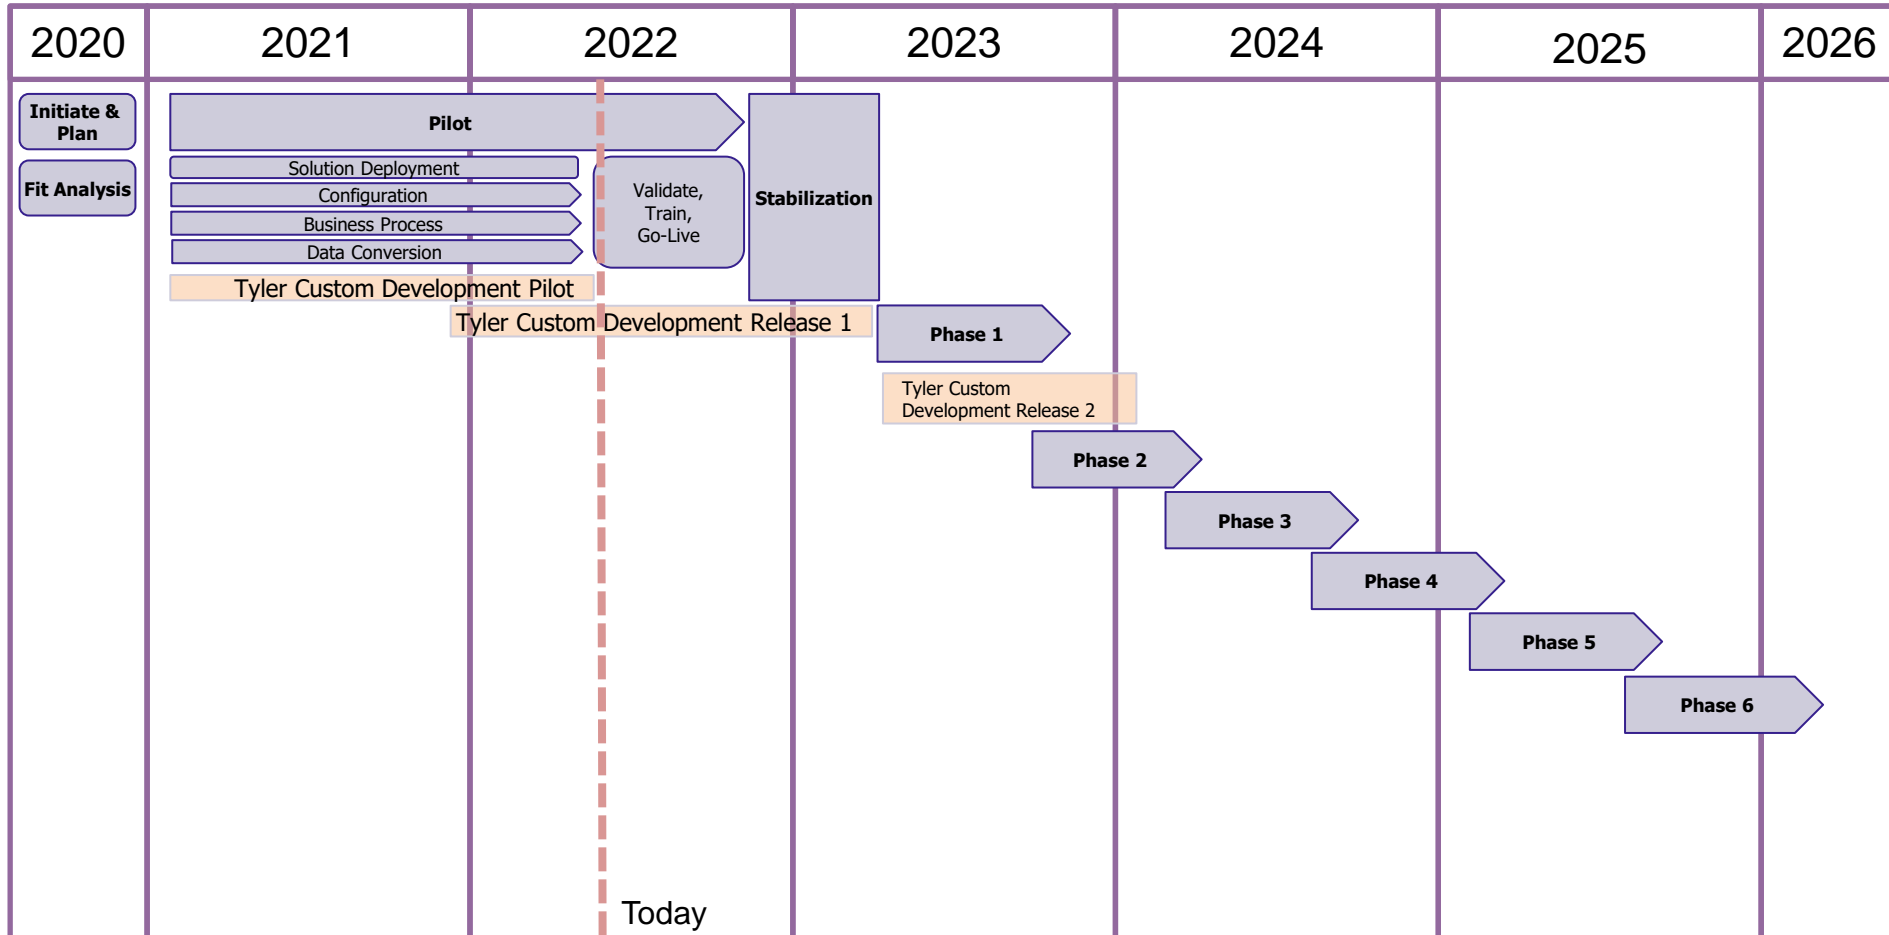 2020
2021
2022
2023
2024
2025
2026
Initiate &
Plan
Pilot
Fit Analysis
Solution Deployment
Configuration
Business Process
Data Conversion
Validate,
Train,
Go-Live
Stabilization
Tyler Custom Development Pilot
Tyler Custom Development Release 1
Phase 1
Tyler Custom
Development Release 2
Phase 2
Phase 3
Phase 4
Phase 5
Phase 6
Today